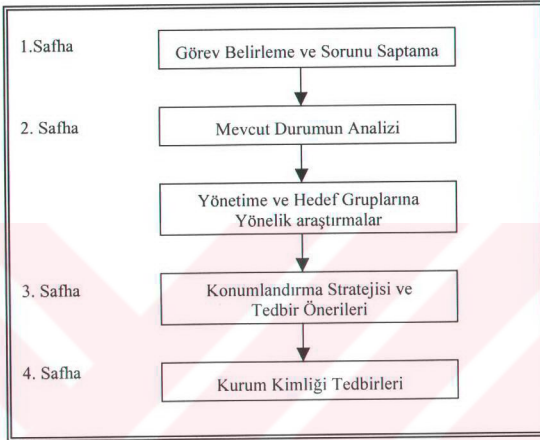 1.Safha
Görev Belirleme ve Sorunu Saptama
2. Safha
Mevcut Durumun Analizi
Yönetime ve Hedef Gruplarına
Yönelik araştırmalar
3. Safha
Konumlandırma Stratejisi ve
Tedbir Önerileri
4. Safha
Kurum Kimliği Tedbirleri